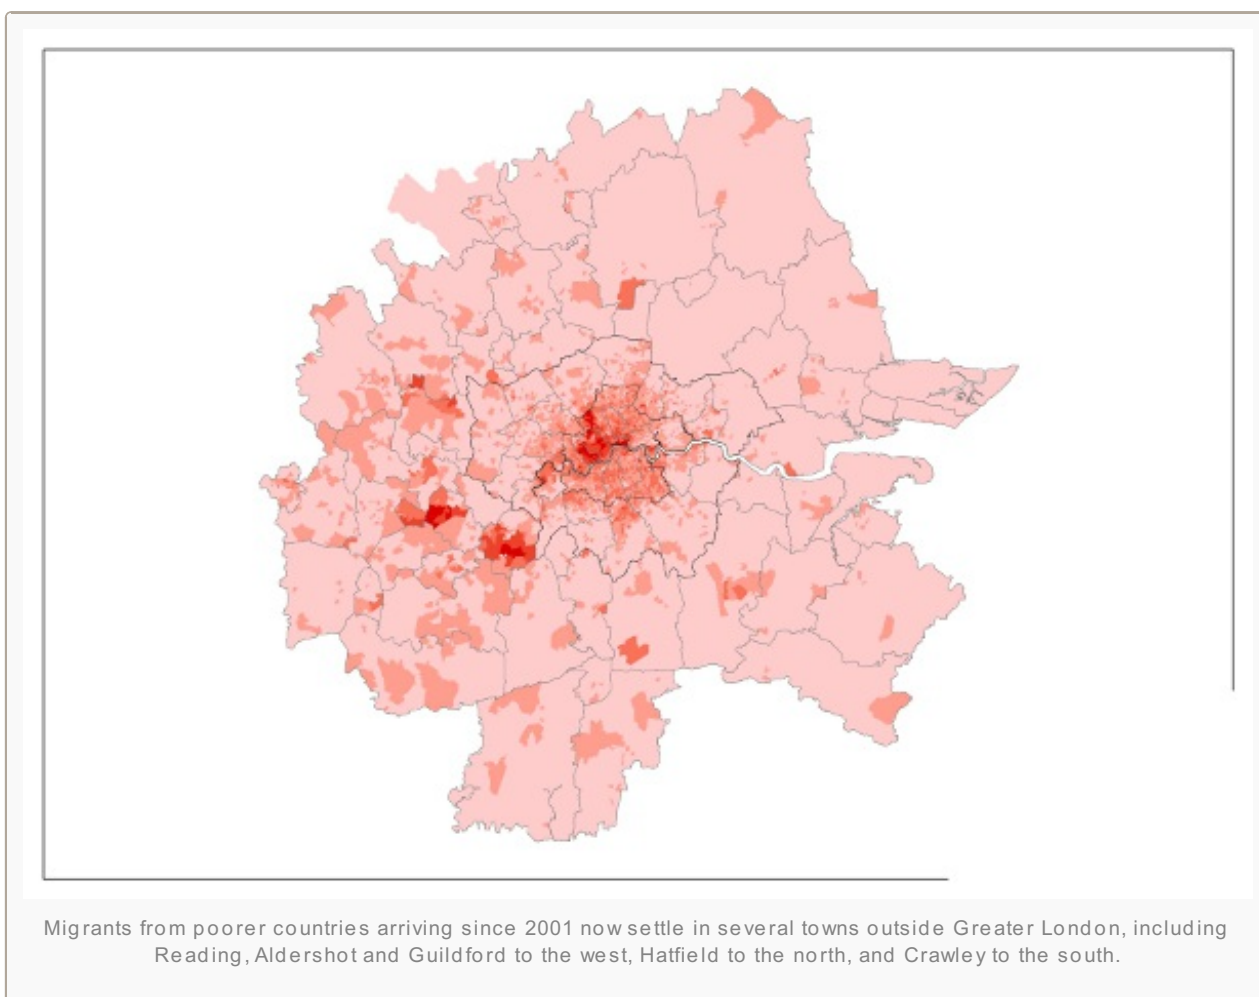 Migrants from poorer countries arriving since 2001 now settle in several towns outside Greater London, including
Reading, Aldershot and Guildford to the west, Hatfield to the north, and Crawley to the south.